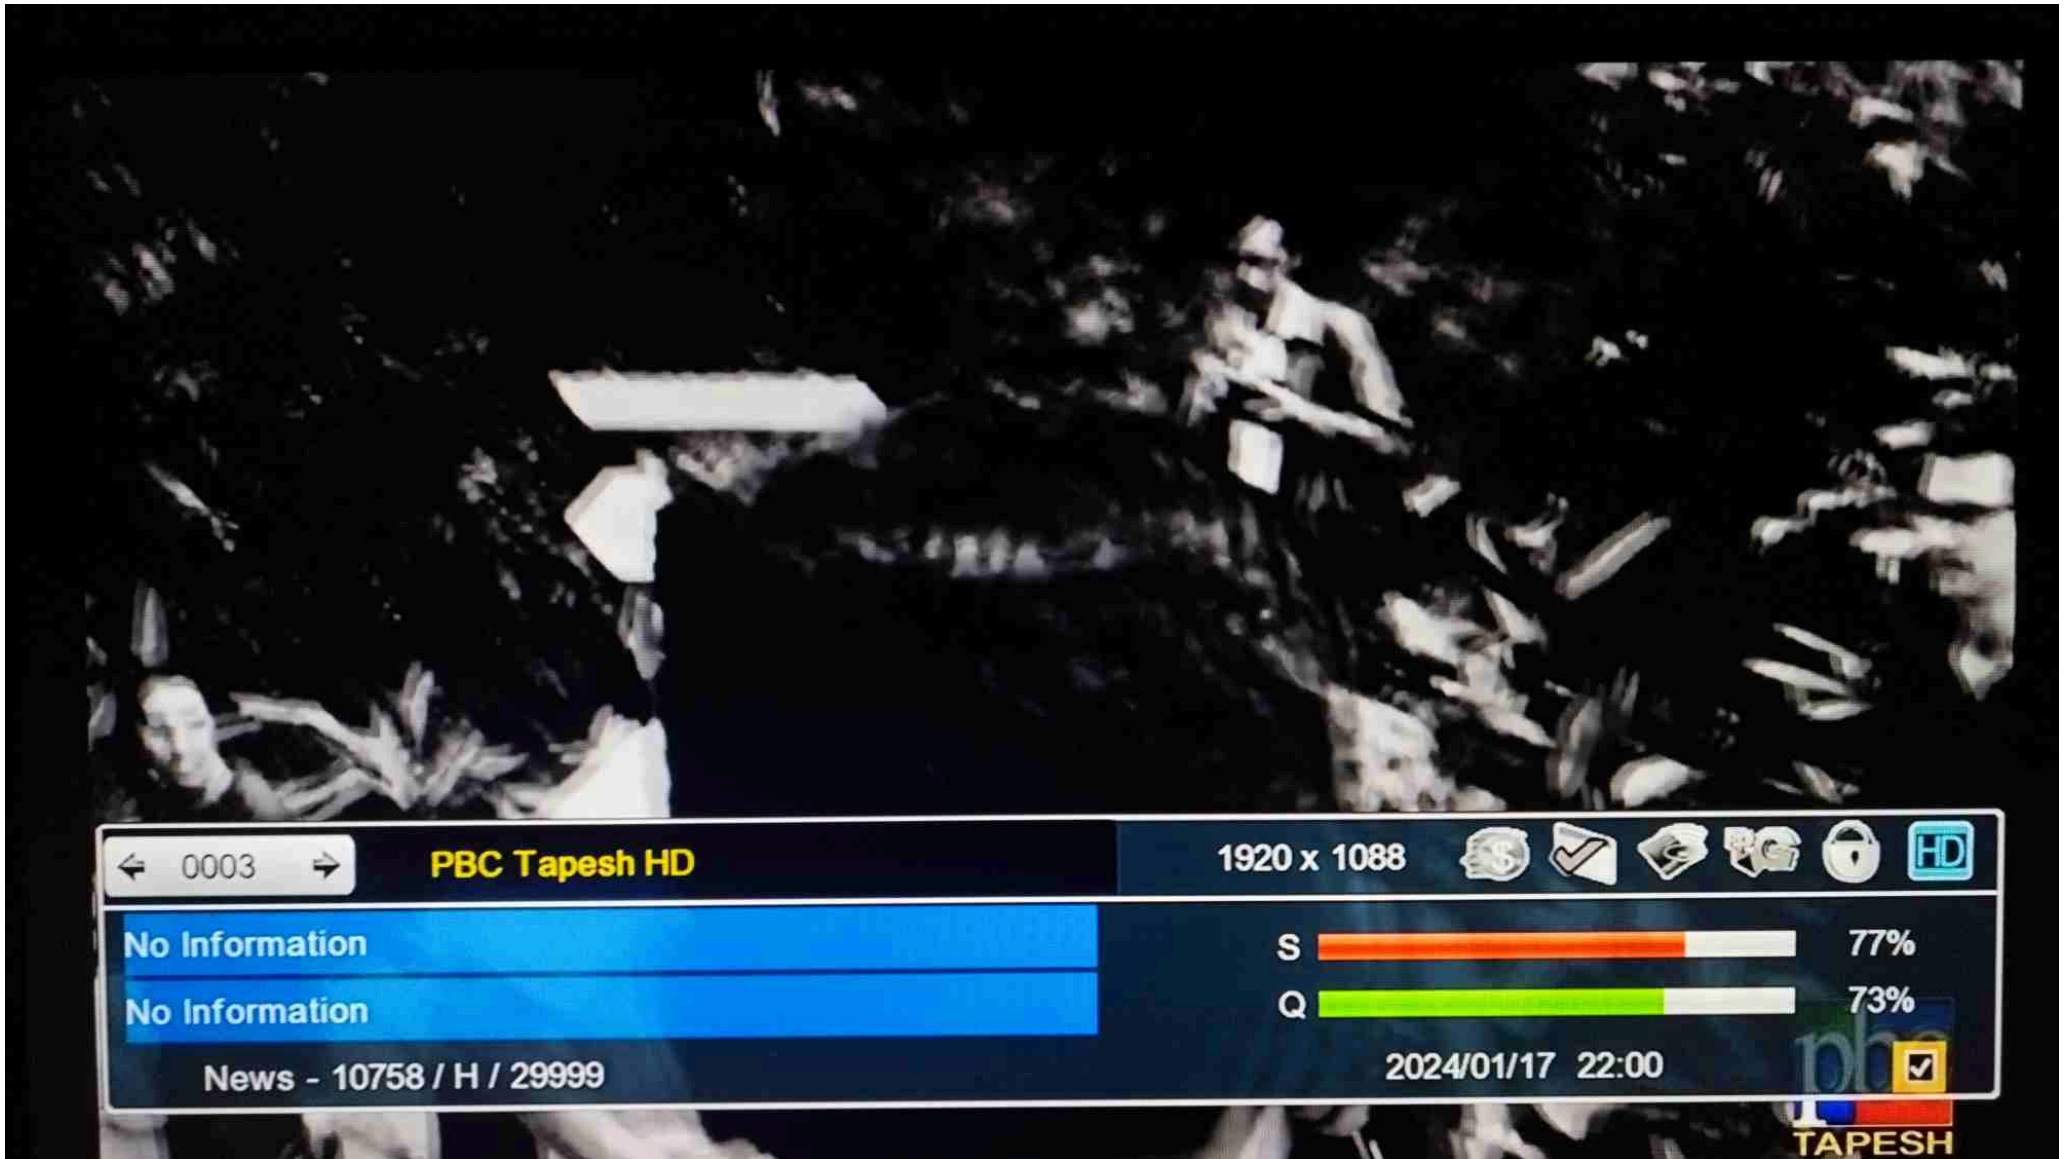 0003
PBC Tapesh HD
1920 x 1088
HD
No Information
S 77%
No Information
Q 73%
News - 10758 / H / 29999
2024/01/17 22:00
pbc
TAPESH